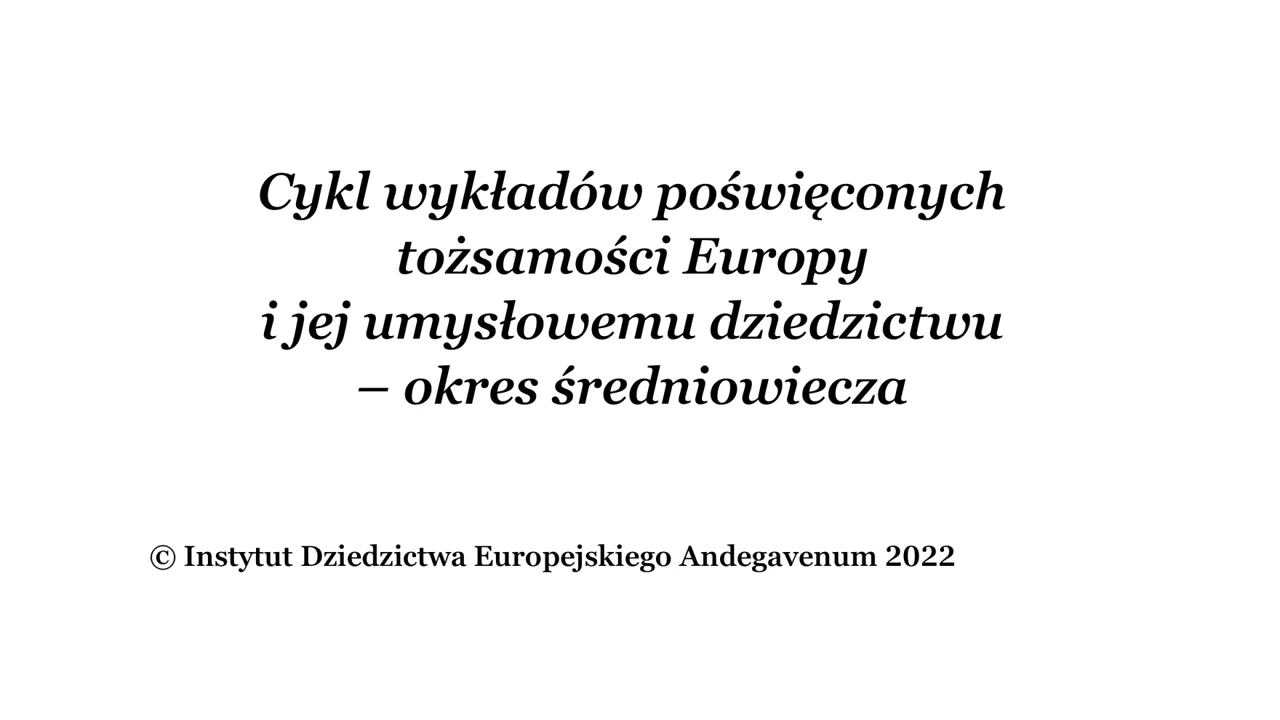 Cykl wykładów poświęconych
tożsamości Europy
i jej umysłowemu dziedzictwu
– okres średniowiecza
© Instytut Dziedzictwa Europejskiego Andegavenum 2022